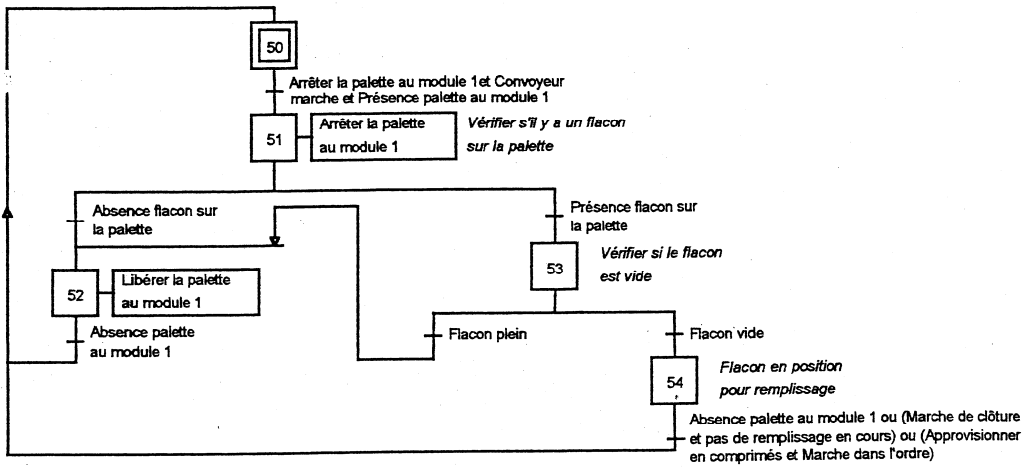 50
Arrêter la palette au module 1et Convoyeur
marche et Présence palette au module 1
51
Arrêter la palette
au module 1
Vérifier s'il y a un flacon
sur la palette
Absence flacon sur
la palette
Présence flacon sur
la palette
53
Vérifier si le flacon
est vide
52
Libérer la palette
au module 1
Absence palette
au module 1
Flacon plein
Flacon vide
54
Flacon en position
pour remplissage
Absence palette au module 1 ou (Marche de clôture
et pas de remplissage en cours) ou (Approvisionner
en comprimés et Marche dans l'ordre)